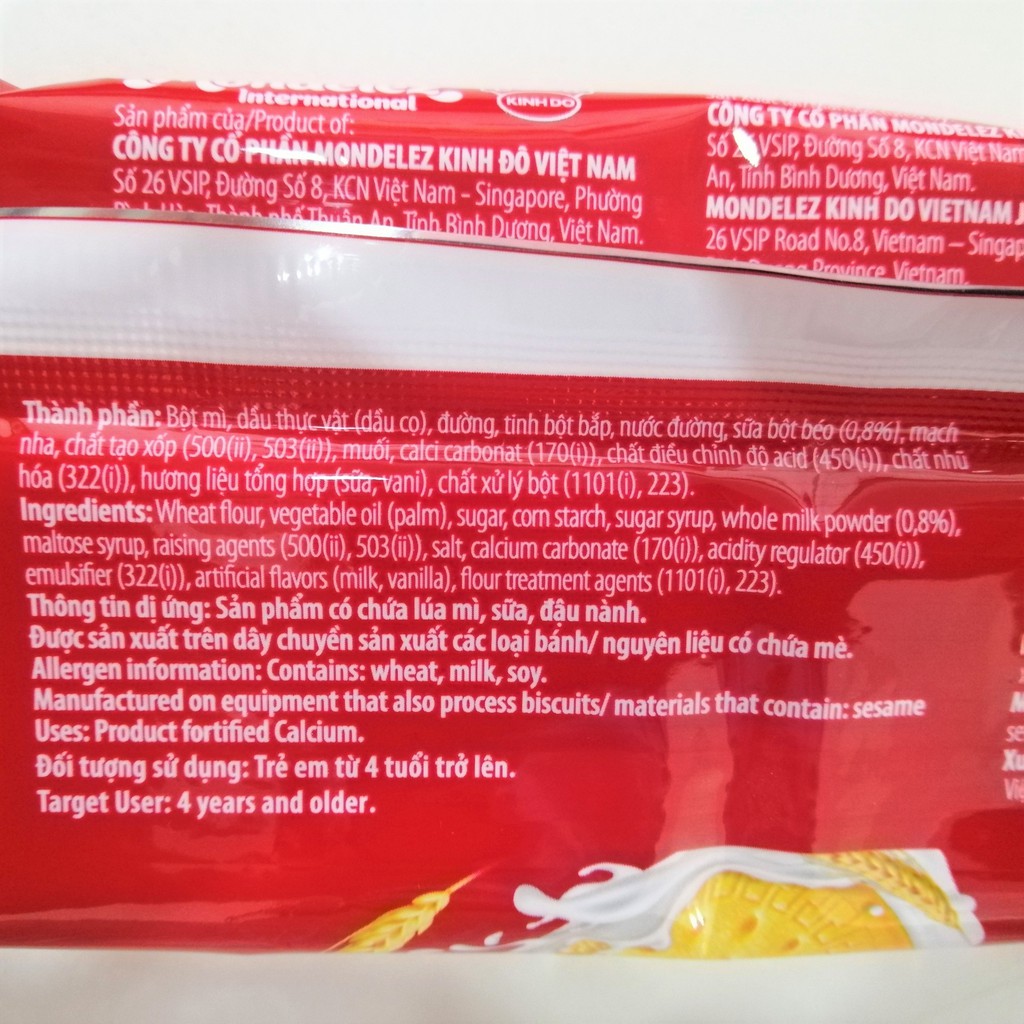 International
KINH DO
Sản phẩm của/Product of:
CÔNG TY CỔ PHẦN MONDELEZ KINH ĐÔ VIỆT NAM
Số 26 VSIP, Đường Số 8, KCN Việt Nam – Singapore, Phường
Thành phố Thuận An, Tỉnh Bình Dương, Việt Nam.
CÔNG TY CỔ PHẦN MONDELEZ
VSIP, Đường Số 8, KCN Việt Nam
An, Tỉnh Bình Dương, Việt Nam.
MONDELEZ KINH DO VIETNAM
26 VSIP Road No.8, Vietnam – Singap
Province, Vietnam.
Thành phần: Bột mì, dầu thực vật (dầu cọ), đường, tinh bột bắp, nước đường, sữa bột béo (0,8%), mạch
nha, chất tạo xốp (500(ii), 503(ii)), muối, calci carbonat (170(i)), chất điều chỉnh độ acid (450(i)), chất nhũ
hóa (322(i)), hương liệu tổng hợp (sữa, vani), chất xử lý bột (1101(i), 223).
Ingredients: Wheat flour, vegetable oil (palm), sugar, corn starch, sugar syrup, whole milk powder (0,8%),
maltose syrup, raising agents (500(ii), 503(ii)), salt, calcium carbonate (170(i)), acidity regulator (450(i)),
emulsifier (322(i)), artificial flavors (milk, vanilla), flour treatment agents (1101(i), 223).
Thông tin dị ứng: Sản phẩm có chứa lúa mì, sữa, đậu nành.
Được sản xuất trên dây chuyền sản xuất các loại bánh/ nguyên liệu có chứa mè.
Allergen information: Contains: wheat, milk, soy.
Manufactured on equipment that also process biscuits/ materials that contain: sesame
Uses: Product fortified Calcium.
Đối tượng sử dụng: Trẻ em từ 4 tuổi trở lên.
Target User: 4 years and older.